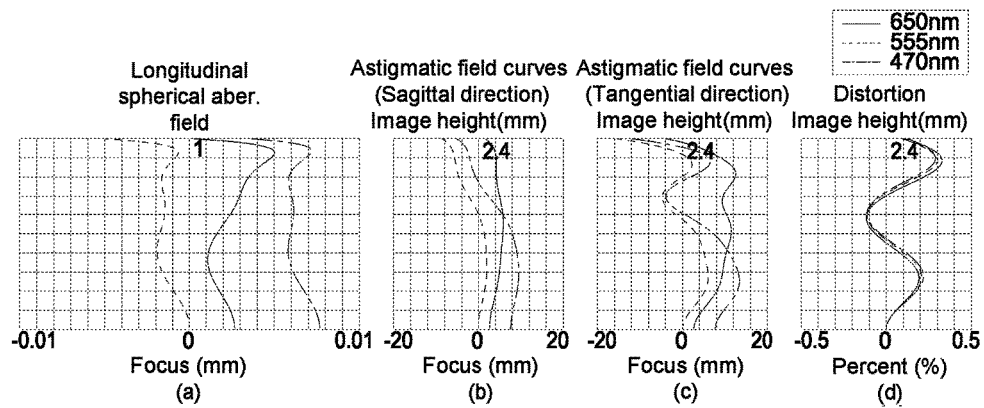 650nm
555nm
470nm
Longitudinal
spherical aber.
field
1
-0.01 0 0.01
Focus (mm)
(a)
Astigmatic field curves
(Sagittal direction)
Image height(mm)
2.4
-20 0 20
Focus (mm)
(b)
Astigmatic field curves
(Tangential direction)
Image height(mm)
2.4
-20 0 20
Focus (mm)
(c)
Distortion
Image height(mm)
2.4
-0.5 0 0.5
Percent (%)
(d)